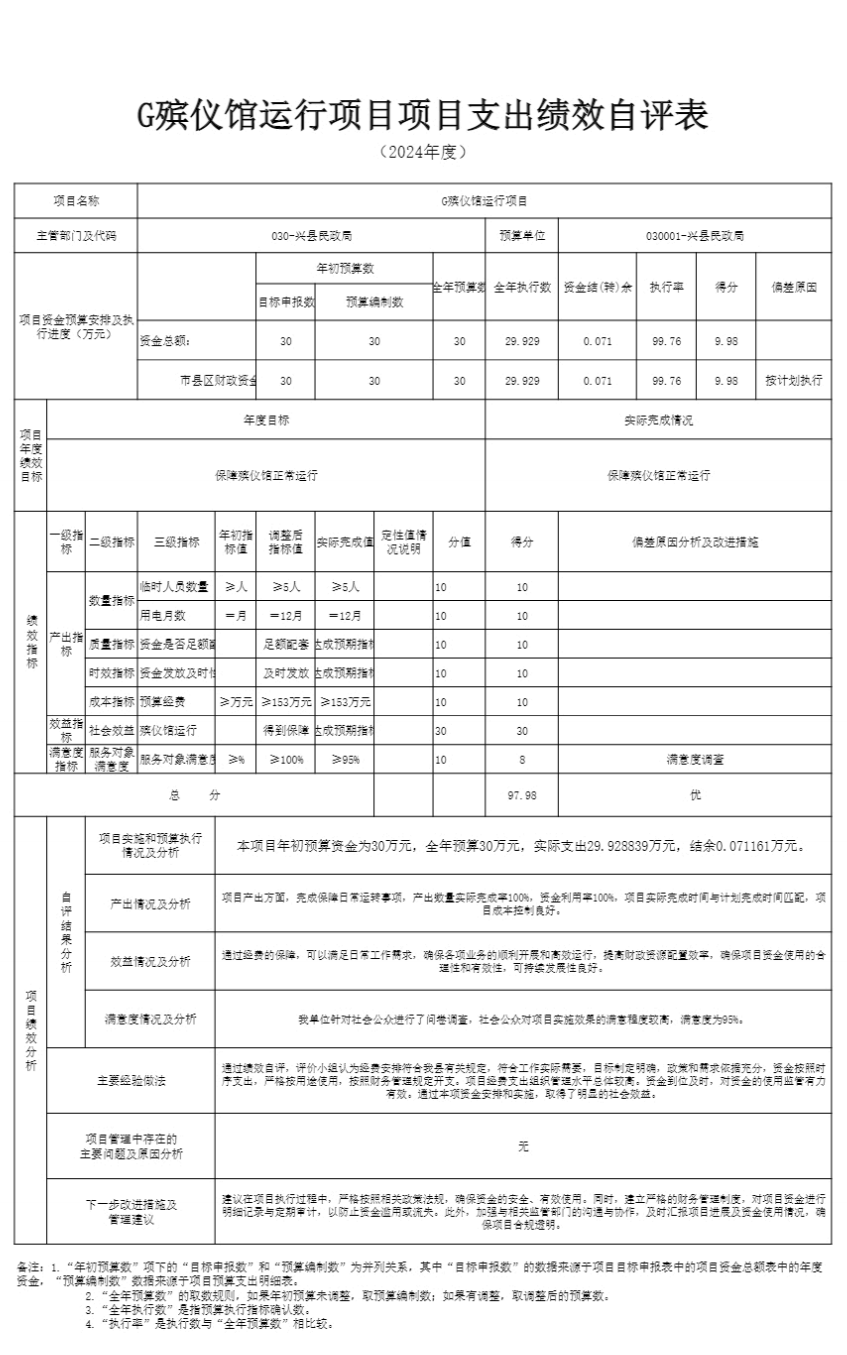 G殡仪馆运行项目项目支出绩效自评表
（2024年度）
项目名称 G殡仪馆运行项目
主管部门及代码 030-兴县民政局 预算单位 030001-兴县民政局
项目资金预算安排及执
行进度（万元）
年初预算数 全年预算数 全年执行数 资金结(转)余 执行率 得分 偏差原因
目标申报数 预算编制数
资金总额： 30 30 30 29.929 0.071 99.76 9.98
市县区财政资金 30 30 30 29.929 0.071 99.76 9.98 按计划执行
项目
年度
绩效
目标
年度目标 实际完成情况
保障殡仪馆正常运行 保障殡仪馆正常运行
绩
效
指
标
一级指
标
二级指标 三级指标
年初指
标值
调整后
指标值
实际完成值
定性值情
况说明
分值 得分 偏差原因分析及改进措施
产出指
标
数量指标
临时人员数量 ≥人 ≥5人 ≥5人 10 10
用电月数 ＝月 ＝12月 ＝12月 10 10
质量指标 资金是否足额 足额配套 达成预期指标 10 10
时效指标 资金发放及时 及时发放 达成预期指标 10 10
成本指标 预算经费 ≥万元 ≥153万元 ≥153万元 10 10
效益指
标
社会效益 殡仪馆运行 得到保障 达成预期指标 30 30
满意度
指标
服务对象
满意度
服务对象满意度 ≥% ≥100% ≥95% 10 8 满意度调查
总 分 97.98 优
项
目
绩
效
分
析
自
评
结
果
分
析
项目实施和预算执行
情况及分析
本项目年初预算资金为30万元，全年预算30万元，实际支出29.928839万元，结余0.071161万元。
产出情况及分析
项目产出方面，完成保障日常运转事项，产出数量实际完成率100%，资金利用率100%，项目实际完成时间与计划完成时间匹配，项
目成本控制良好。
效益情况及分析
通过经费的保障，可以满足日常工作需求，确保各项业务的顺利开展和高效运行，提高财政资源配置效率，确保项目资金使用的合
理性和有效性，可持续发展性良好。
满意度情况及分析
我单位针对社会公众进行了问卷调查，社会公众对项目实施效果的满意程度较高，满意度为95%。
主要经验做法
通过绩效自评，评价小组认为经费安排符合我县有关规定，符合工作实际需要，目标制定明确，政策和需求依据充分，资金按照时
序支出，严格按用途使用，按照财务管理规定开支。项目经费支出组织管理水平总体较高。资金到位及时，对资金的使用监管有力
有效。通过本项资金安排和实施，取得了明显的社会效益。
项目管理中存在的
主要问题及原因分析
无
下一步改进措施及
管理建议
建议在项目执行过程中，严格按照相关政策法规，确保资金的安全、有效使用。同时，建立严格的财务管理制度，对项目资金进行
明细记录与定期审计，以防止资金滥用或流失。此外，加强与相关监管部门的沟通与协作，及时汇报项目进展及资金使用情况，确
保项目合规透明。
备注：1.“年初预算数”项下的“目标申报数”和“预算编制数”为并列关系，其中“目标申报数”的数据来源于项目目标申报表中的项目资金总额表中的年度
资金，“预算编制数”数据来源于项目预算支出明细表。
2.“全年预算数”的取数规则，如果年初预算未调整，取预算编制数；如果有调整，取调整后的预算数。
3.“全年执行数”是指预算执行指标确认数。
4.“执行率”是执行数与“全年预算数”相比较。